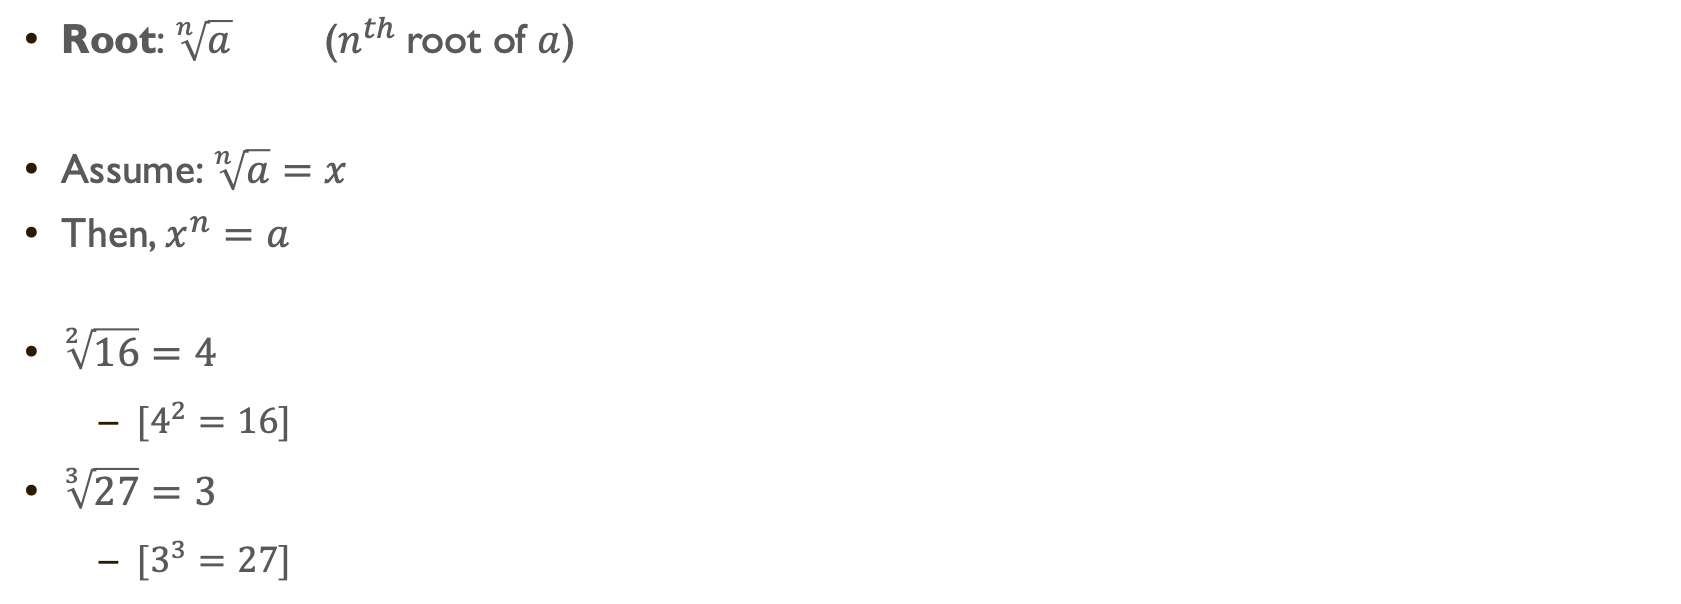 • Root: ⁿ√a (nᵗʰ root of a)
• Assume: ⁿ√a = x
• Then, xⁿ = a
• ²√16 = 4
– [4² = 16]
• ³√27 = 3
– [3³ = 27]